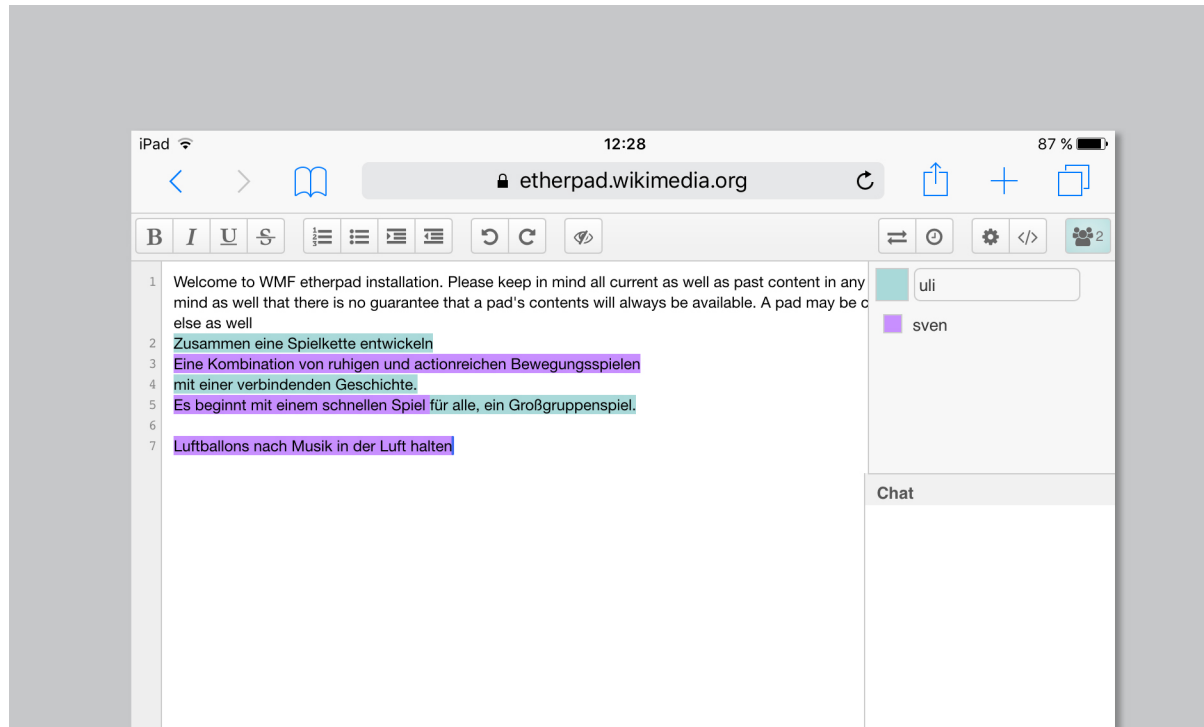 iPad 12:28 87 %
etherpad.wikimedia.org
B I U S </> 2
1 Welcome to WMF etherpad installation. Please keep in mind all current as well as past content in any
mind as well that there is no guarantee that a pad's contents will always be available. A pad may be c
else as well
2 Zusammen eine Spielkette entwickeln
3 Eine Kombination von ruhigen und actionreichen Bewegungsspielen
4 mit einer verbindenden Geschichte.
5 Es beginnt mit einem schnellen Spiel für alle, ein Großgruppenspiel.
6
7 Luftballons nach Musik in der Luft halten
uli
sven
Chat